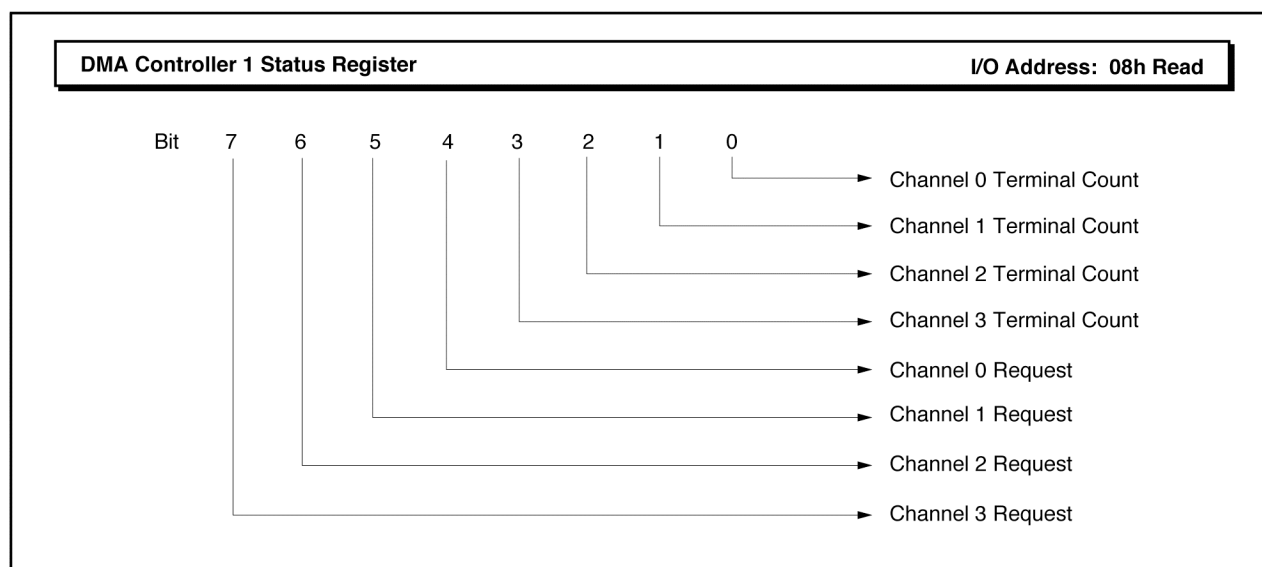 DMA Controller 1 Status Register I/O Address: 08h Read
Bit 7 6 5 4 3 2 1 0
Channel 0 Terminal Count
Channel 1 Terminal Count
Channel 2 Terminal Count
Channel 3 Terminal Count
Channel 0 Request
Channel 1 Request
Channel 2 Request
Channel 3 Request